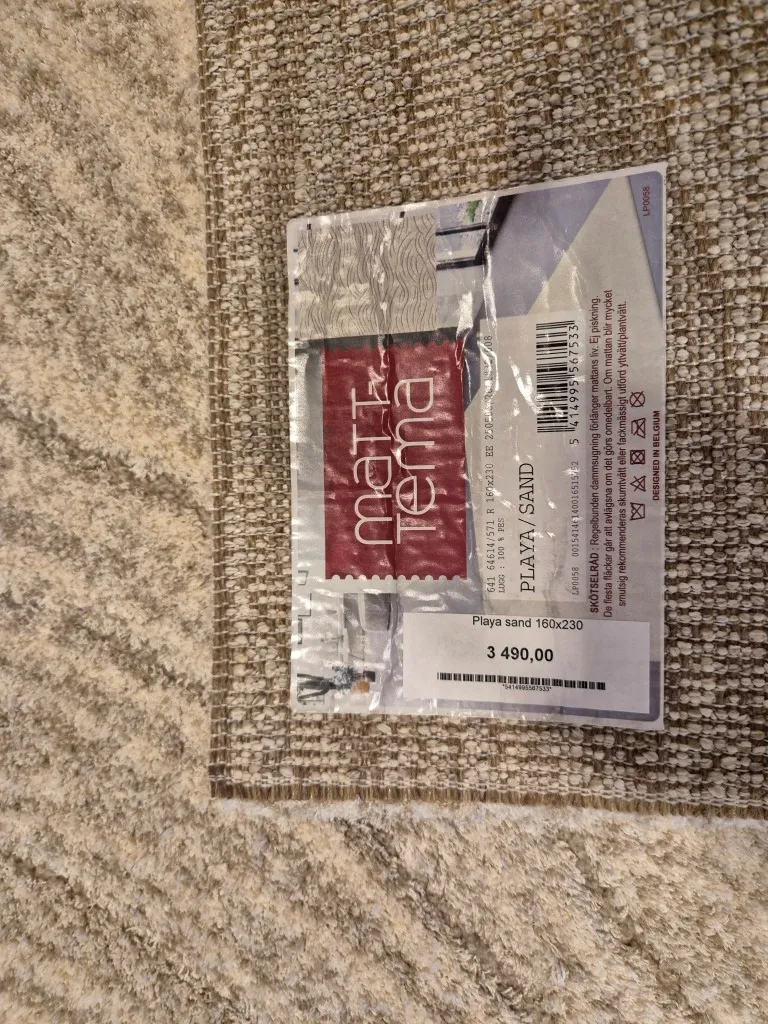 matt
Tema
641 64614/571 R 160x230 EE
LUGG : 100 % PES
PLAYA/SAND
LP0058
5 414995 567533
SKÖTSELRÅD : Regelbunden dammsugning förlänger mattans liv. Ej piskning.
De flesta fläckar går att avlägsna om det görs omedelbart. Om mattan blir mycket
smutsig rekommenderas skumtvätt eller fackmässigt utförd ytvätt/plantvätt.
DESIGNED IN BELGIUM
LP0058
Playa sand 160x230
3 490,00
*5414995567533*